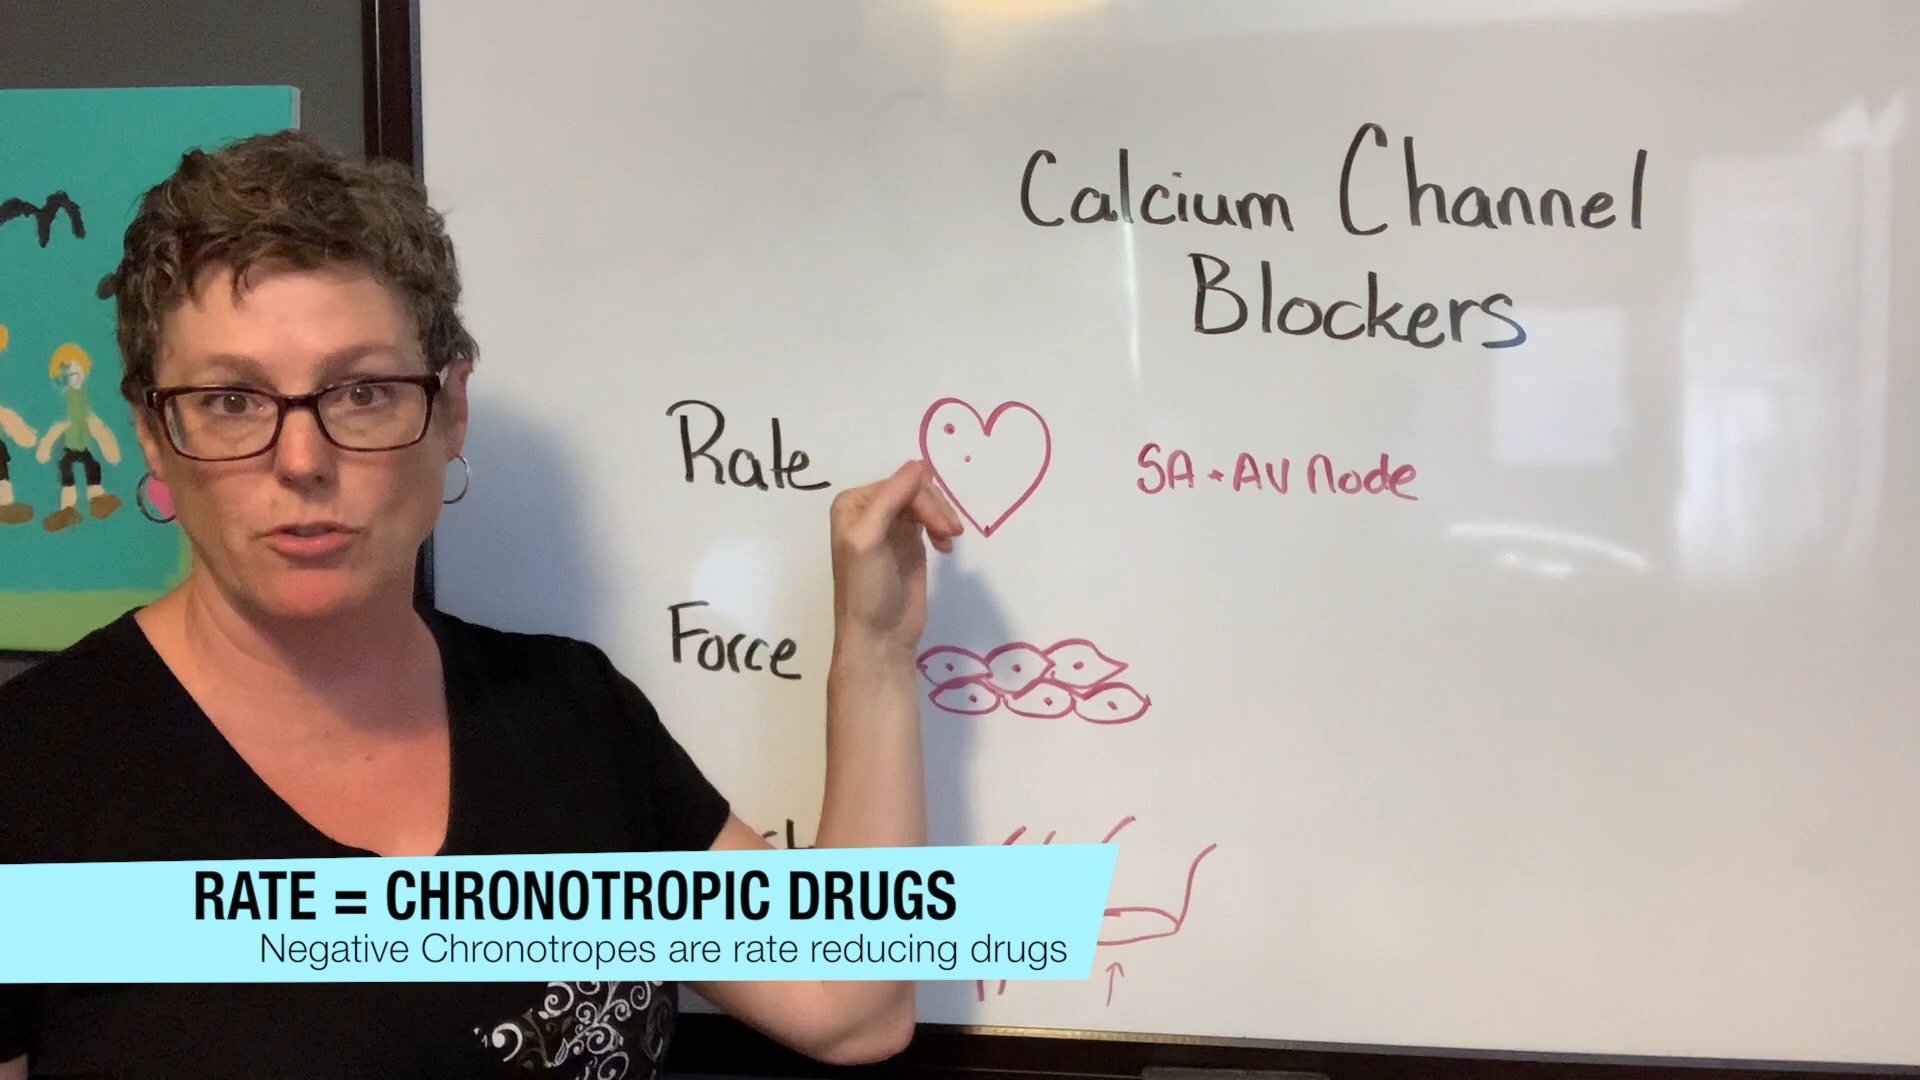 Calcium Channel
Blockers
Rate
SA + AV Node
Force
RATE = CHRONOTROPIC DRUGS
Negative Chronotropes are rate reducing drugs